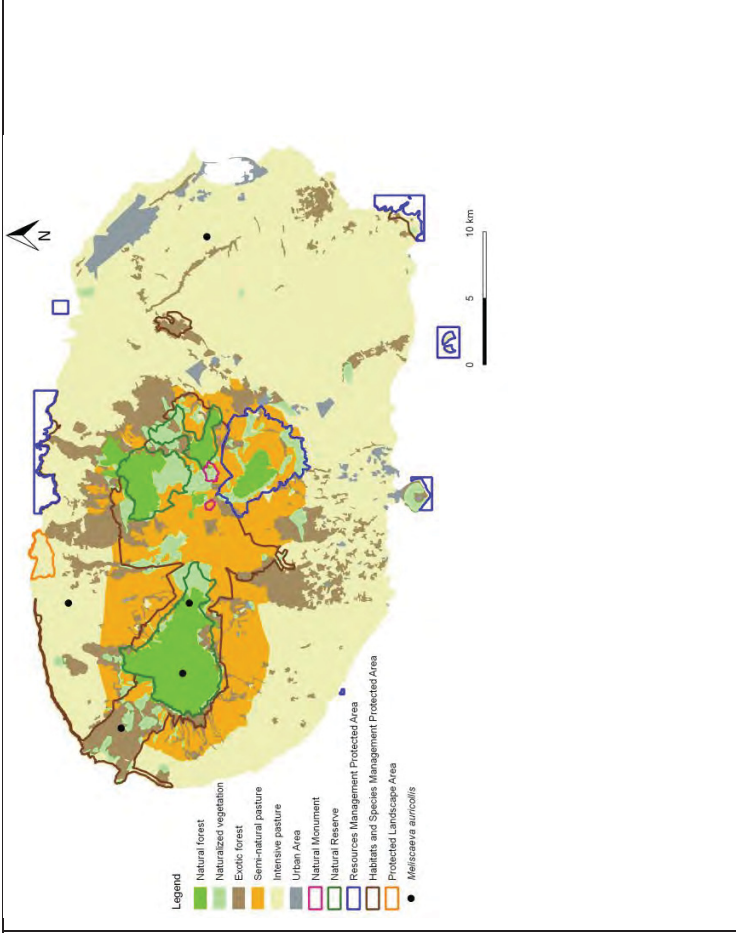 N
10 km
5
0
Legend
Natural forest
Naturalized vegetation
Exotic forest
Semi-natural pasture
Intensive pasture
Urban Area
Natural Monument
Natural Reserve
Resources Management Protected Area
Habitats and Species Management Protected Area
Protected Landscape Area
Meliscaeva auricollis